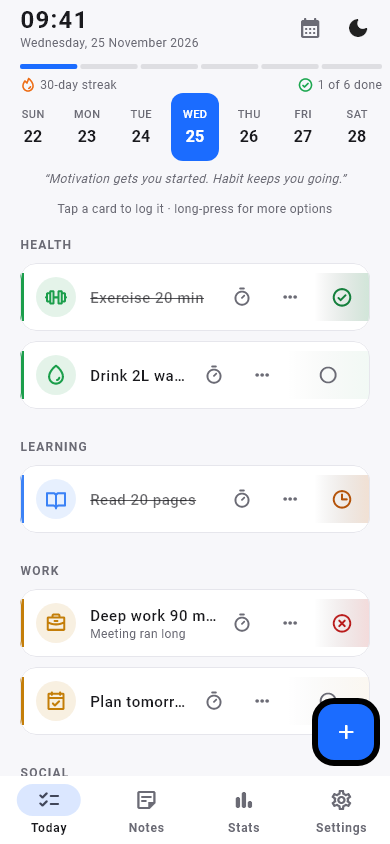 09:41
Wednesday, 25 November 2026
30-day streak
1 of 6 done
SUN MON TUE WED THU FRI SAT
22 23 24 25 26 27 28
“Motivation gets you started. Habit keeps you going.”
Tap a card to log it · long-press for more options
HEALTH
Exercise 20 min
Drink 2L wa…
LEARNING
Read 20 pages
WORK
Deep work 90 m…
Meeting ran long
Plan tomorr…
SOCIAL
Today Notes Stats Settings